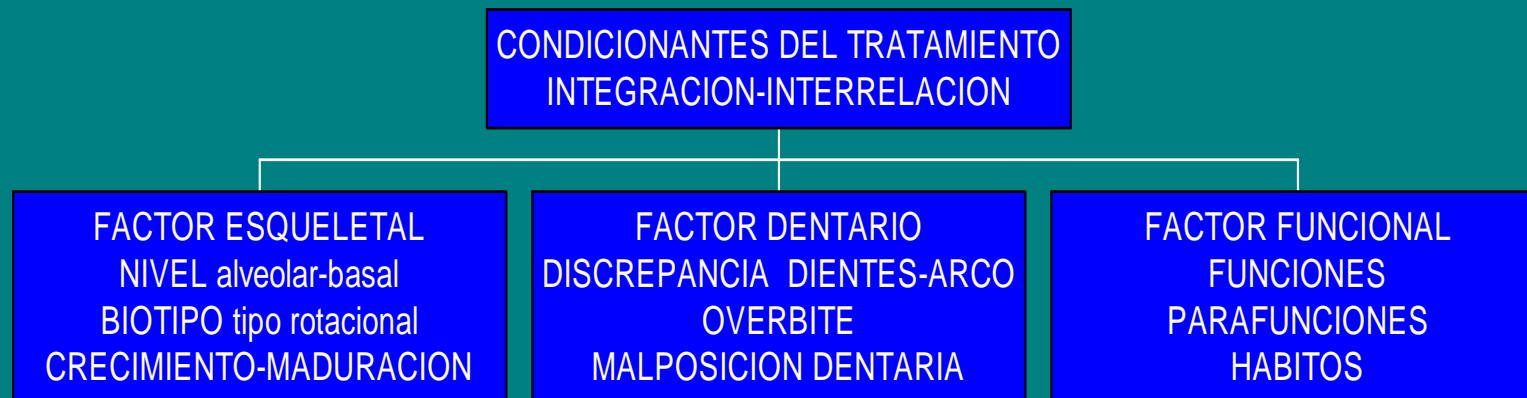 CONDICIONANTES DEL TRATAMIENTO
INTEGRACION-INTERRELACION
FACTOR ESQUELETAL
NIVEL alveolar-basal
BIOTIPO tipo rotacional
CRECIMIENTO-MADURACION
FACTOR DENTARIO
DISCREPANCIA DIENTES-ARCO
OVERBITE
MALPOSICION DENTARIA
FACTOR FUNCIONAL
FUNCIONES
PARAFUNCIONES
HABITOS